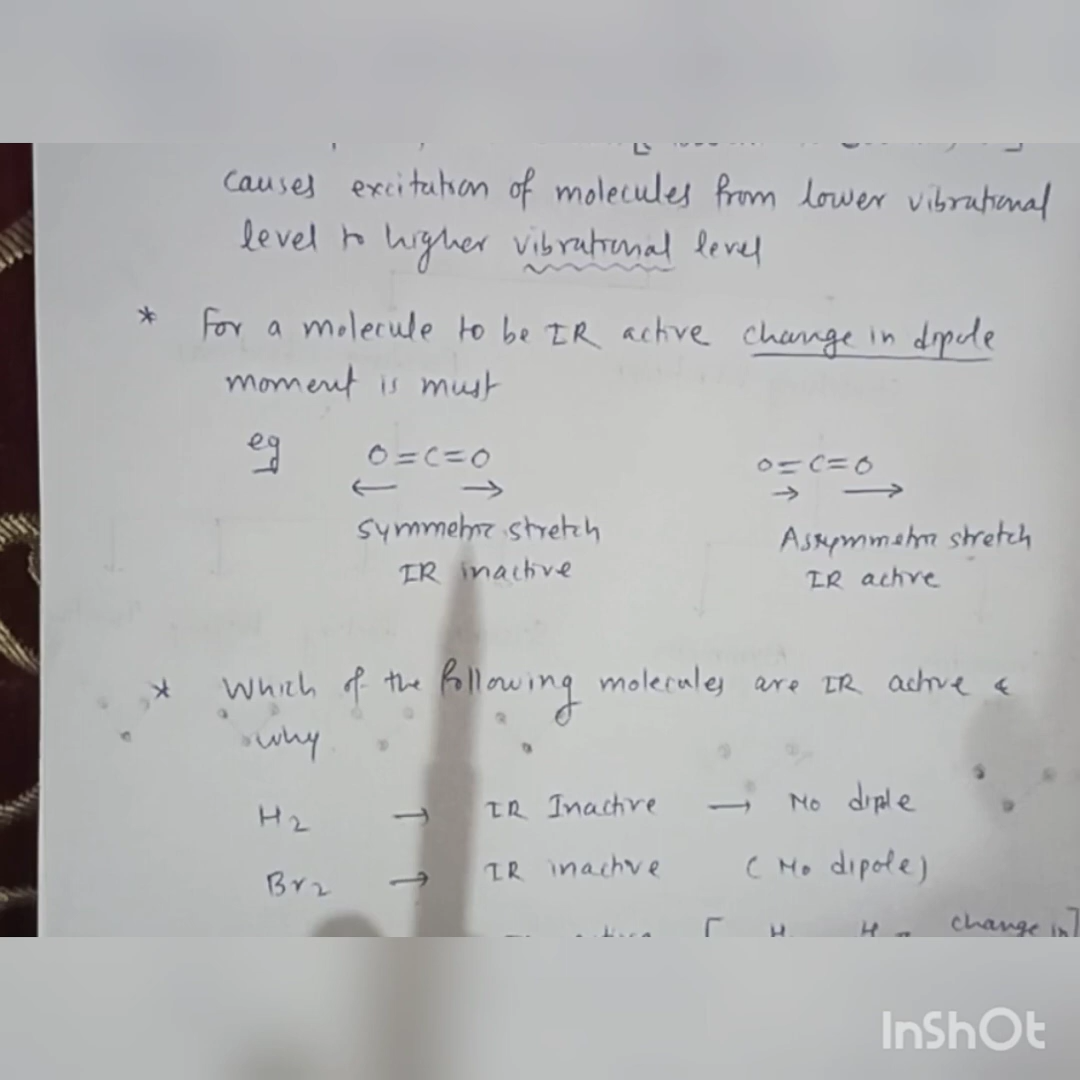 causes excitation of molecules from lower vibrational
level to higher vibrational level
* For a molecule to be IR active change in dipole
moment is must
eg O=C=O O=C=O
← → → →
Symmetric stretch Assymmetric stretch
IR inactive IR active
* Which of the following molecules are IR active &
why
H2 → IR Inactive → No diple
Br2 → IR inactive (No dipole)
[ H H change in]
InShOt